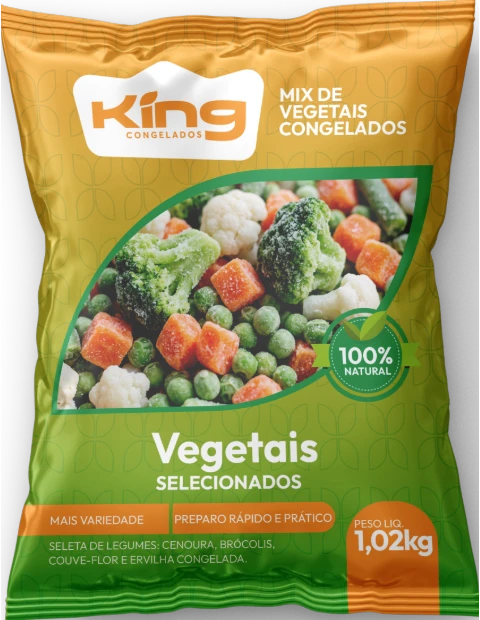 King
CONGELADOS
MIX DE
VEGETAIS
CONGELADOS
100%
NATURAL
Vegetais
SELECIONADOS
MAIS VARIEDADE
PREPARO RÁPIDO E PRÁTICO
SELETA DE LEGUMES: CENOURA, BRÓCOLIS,
COUVE-FLOR E ERVILHA CONGELADA.
PESO LIQ.
1,02kg